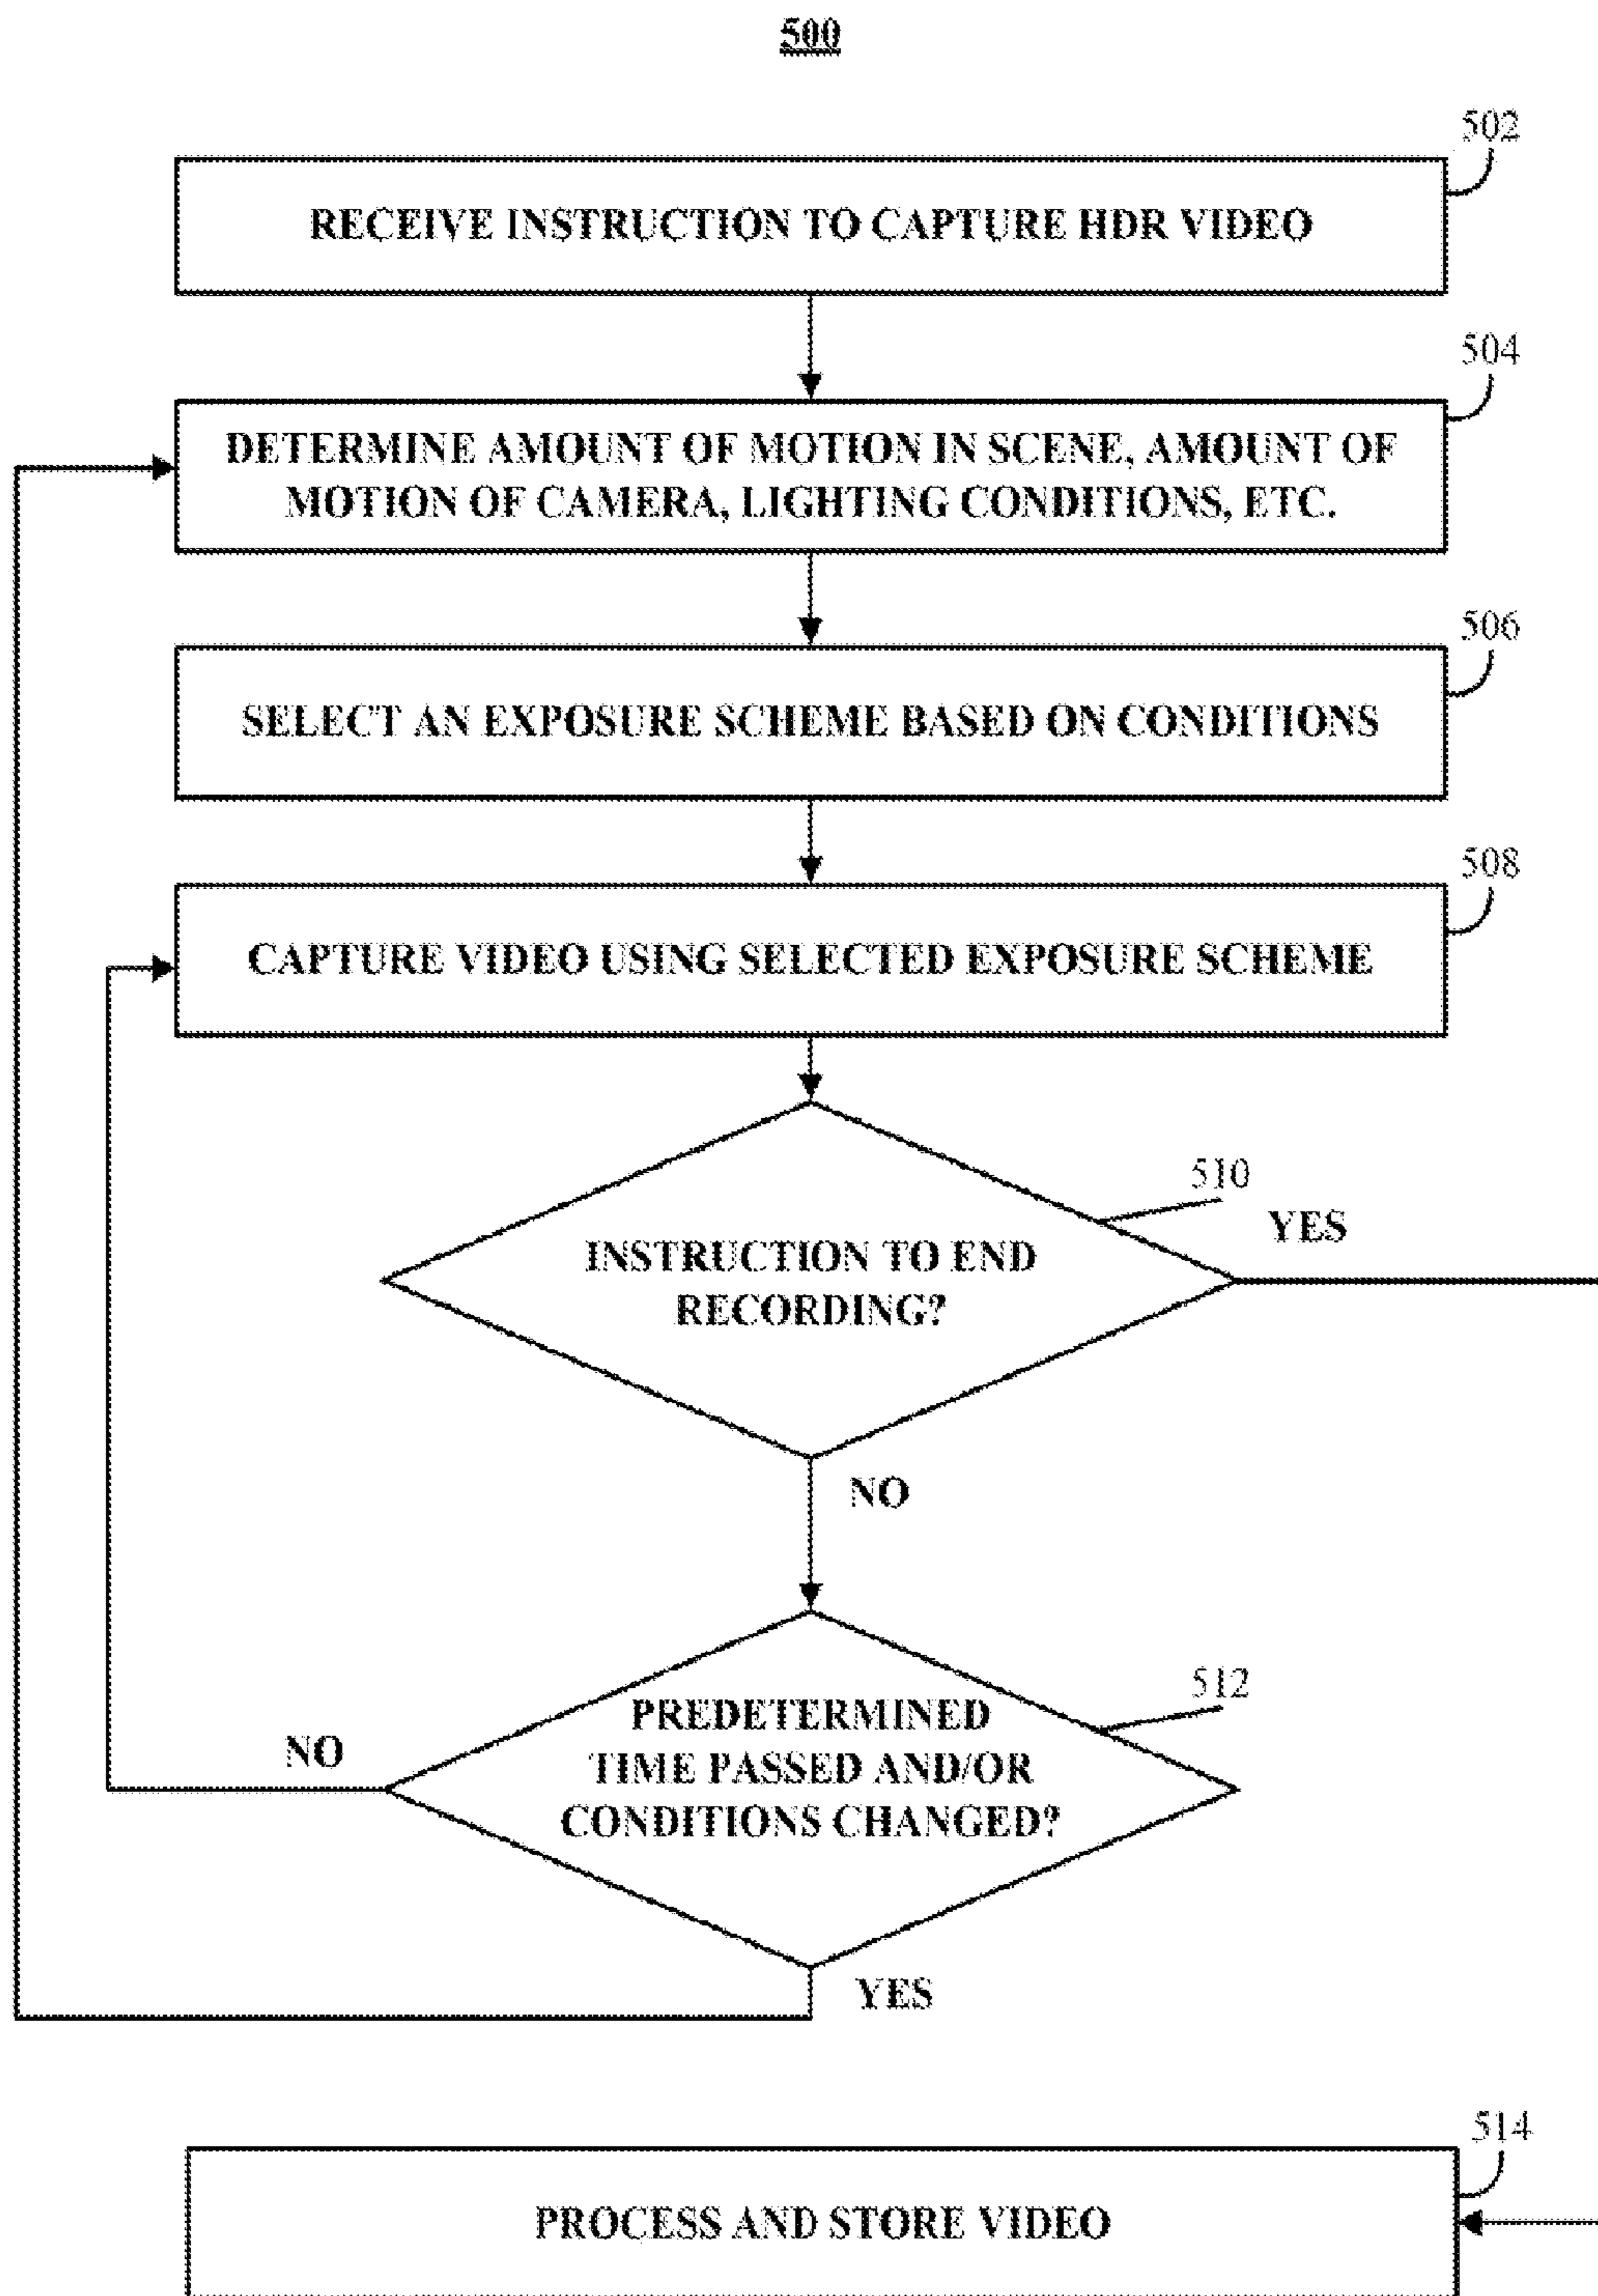 500
502
RECEIVE INSTRUCTION TO CAPTURE HDR VIDEO
504
DETERMINE AMOUNT OF MOTION IN SCENE, AMOUNT OF
MOTION OF CAMERA, LIGHTING CONDITIONS, ETC.
506
SELECT AN EXPOSURE SCHEME BASED ON CONDITIONS
508
CAPTURE VIDEO USING SELECTED EXPOSURE SCHEME
510
YES
INSTRUCTION TO END
RECORDING?
NO
512
PREDETERMINED
TIME PASSED AND/OR
CONDITIONS CHANGED?
NO
YES
514
PROCESS AND STORE VIDEO